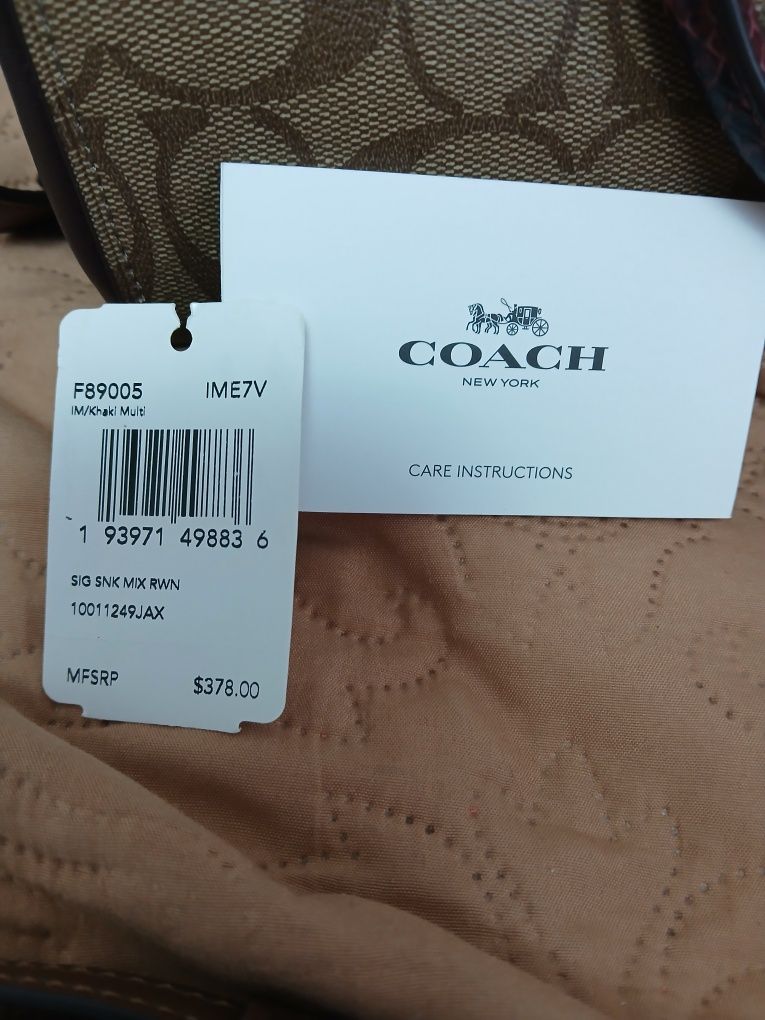 COACH
NEW YORK
CARE INSTRUCTIONS
F89005 IME7V
IM/Khaki Multi
1 93971 49883 6
SIG SNK MIX RWN
10011249JAX
MFSRP $378.00